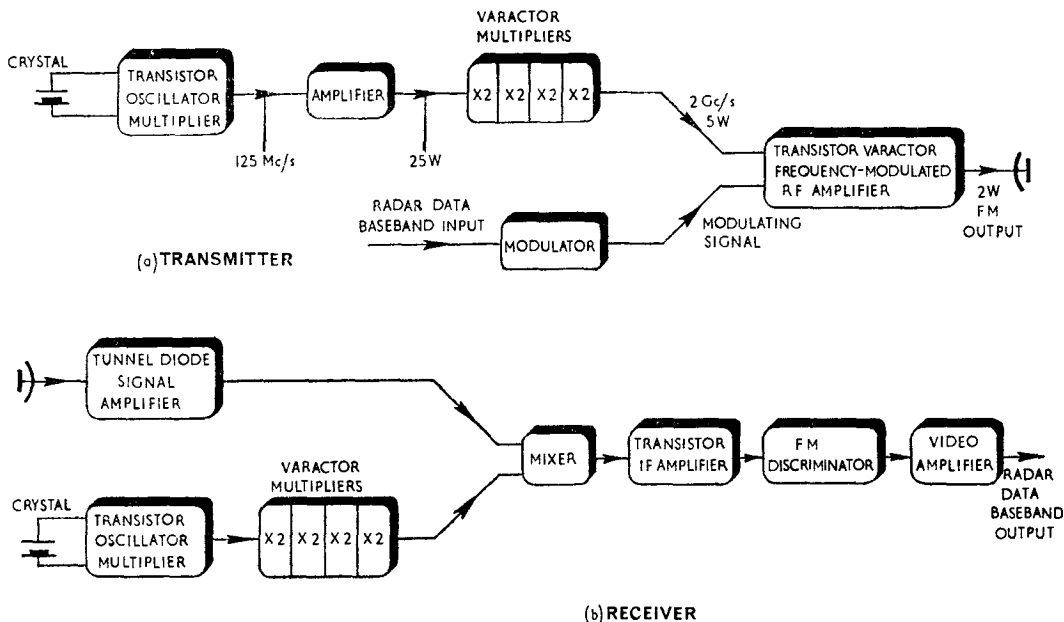 VARACTOR
MULTIPLIERS
CRYSTAL
TRANSISTOR
OSCILLATOR
MULTIPLIER
AMPLIFIER
X2 X2 X2 X2
125 Mc/s
25W
2 Gc/s
5W
TRANSISTOR VARACTOR
FREQUENCY-MODULATED
RF AMPLIFIER
2W
FM
OUTPUT
RADAR DATA
BASEBAND INPUT
MODULATOR
MODULATING
SIGNAL
(a) TRANSMITTER
TUNNEL DIODE
SIGNAL
AMPLIFIER
MIXER
TRANSISTOR
IF AMPLIFIER
FM
DISCRIMINATOR
VIDEO
AMPLIFIER
RADAR
DATA
BASEBAND
OUTPUT
VARACTOR
MULTIPLIERS
CRYSTAL
TRANSISTOR
OSCILLATOR
MULTIPLIER
X2 X2 X2 X2
(b) RECEIVER